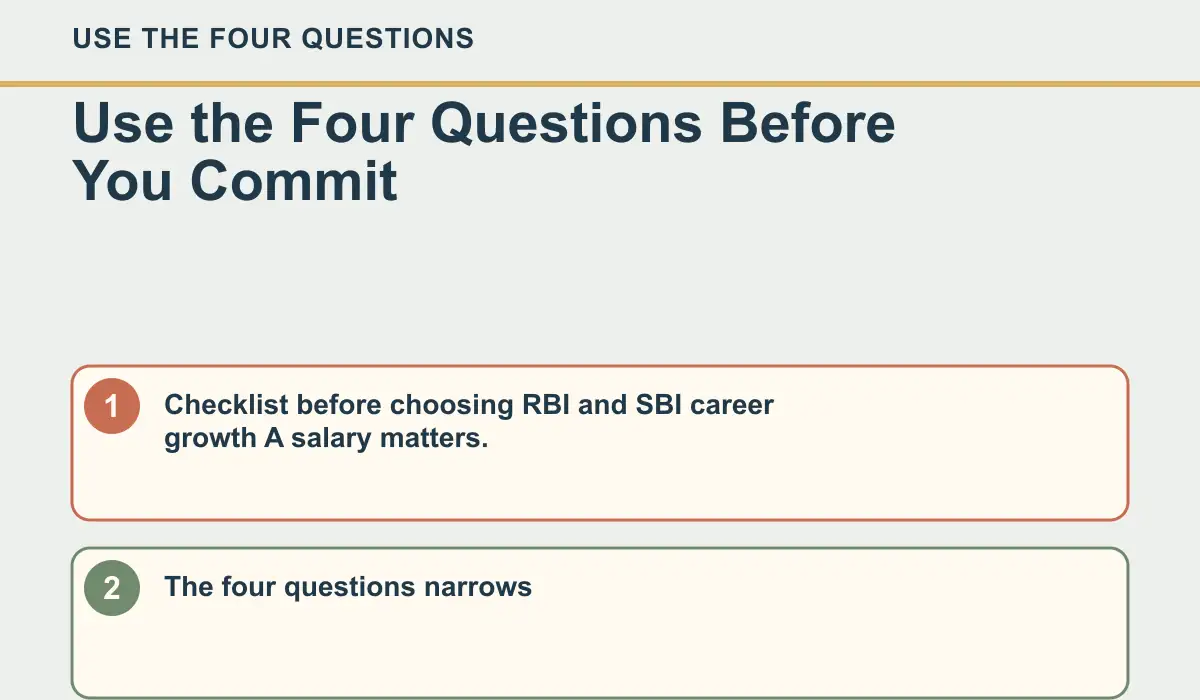 USE THE FOUR QUESTIONS
Use the Four Questions Before
You Commit
1
Checklist before choosing RBI and SBI career
growth A salary matters.
2
The four questions narrows